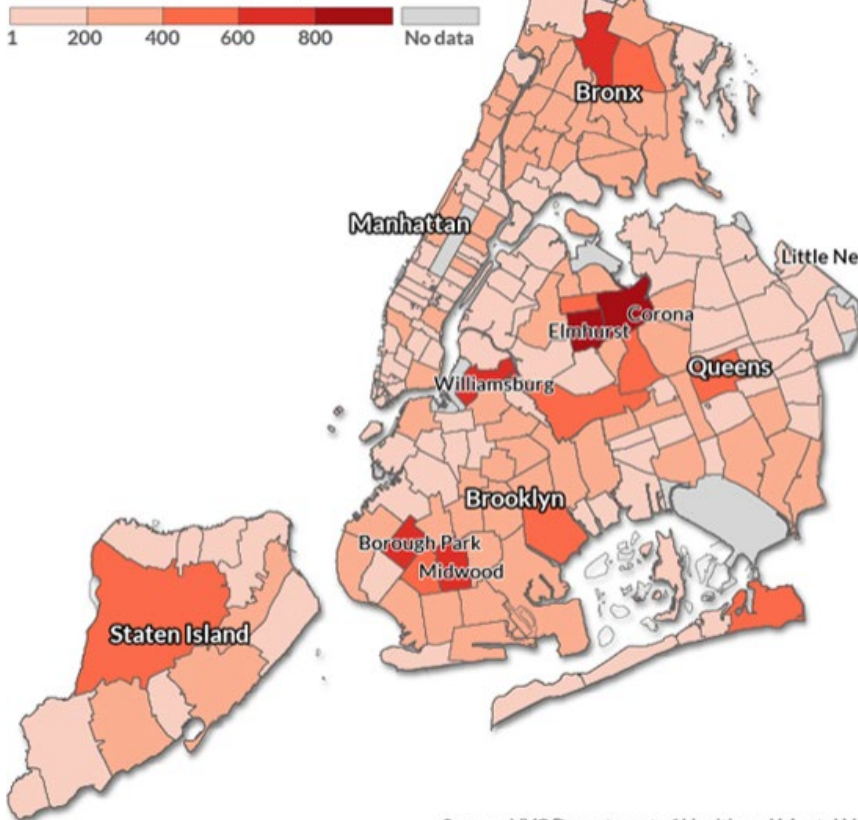 1 200 400 600 800 No data
Bronx
Manhattan
Little Ne
Corona
Elmhurst
Queens
Williamsburg
Brooklyn
Borough Park
Midwood
Staten Island